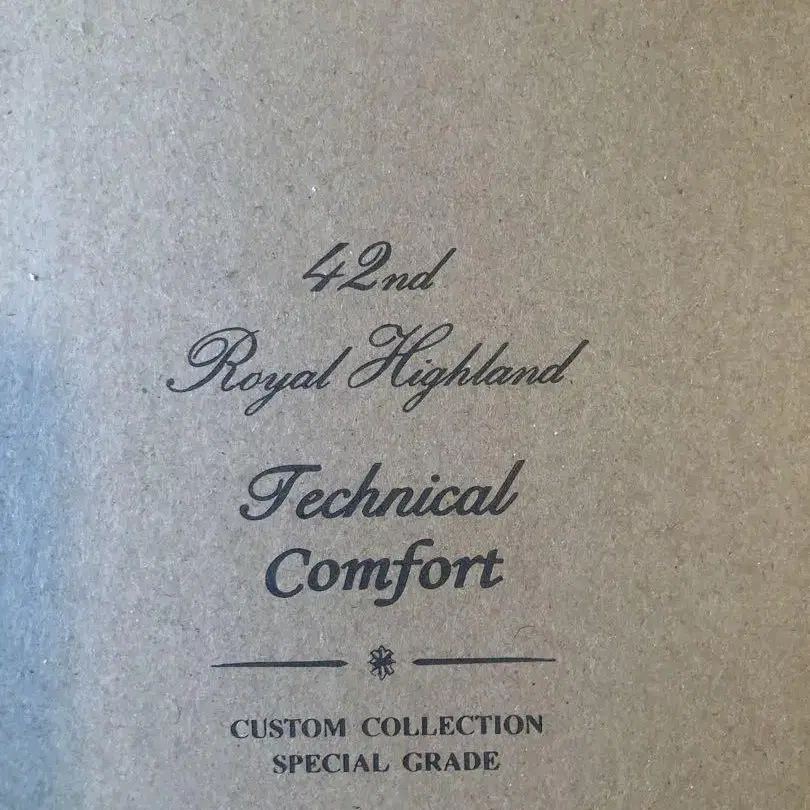 42nd
Royal Highland
Technical
Comfort
CUSTOM COLLECTION
SPECIAL GRADE